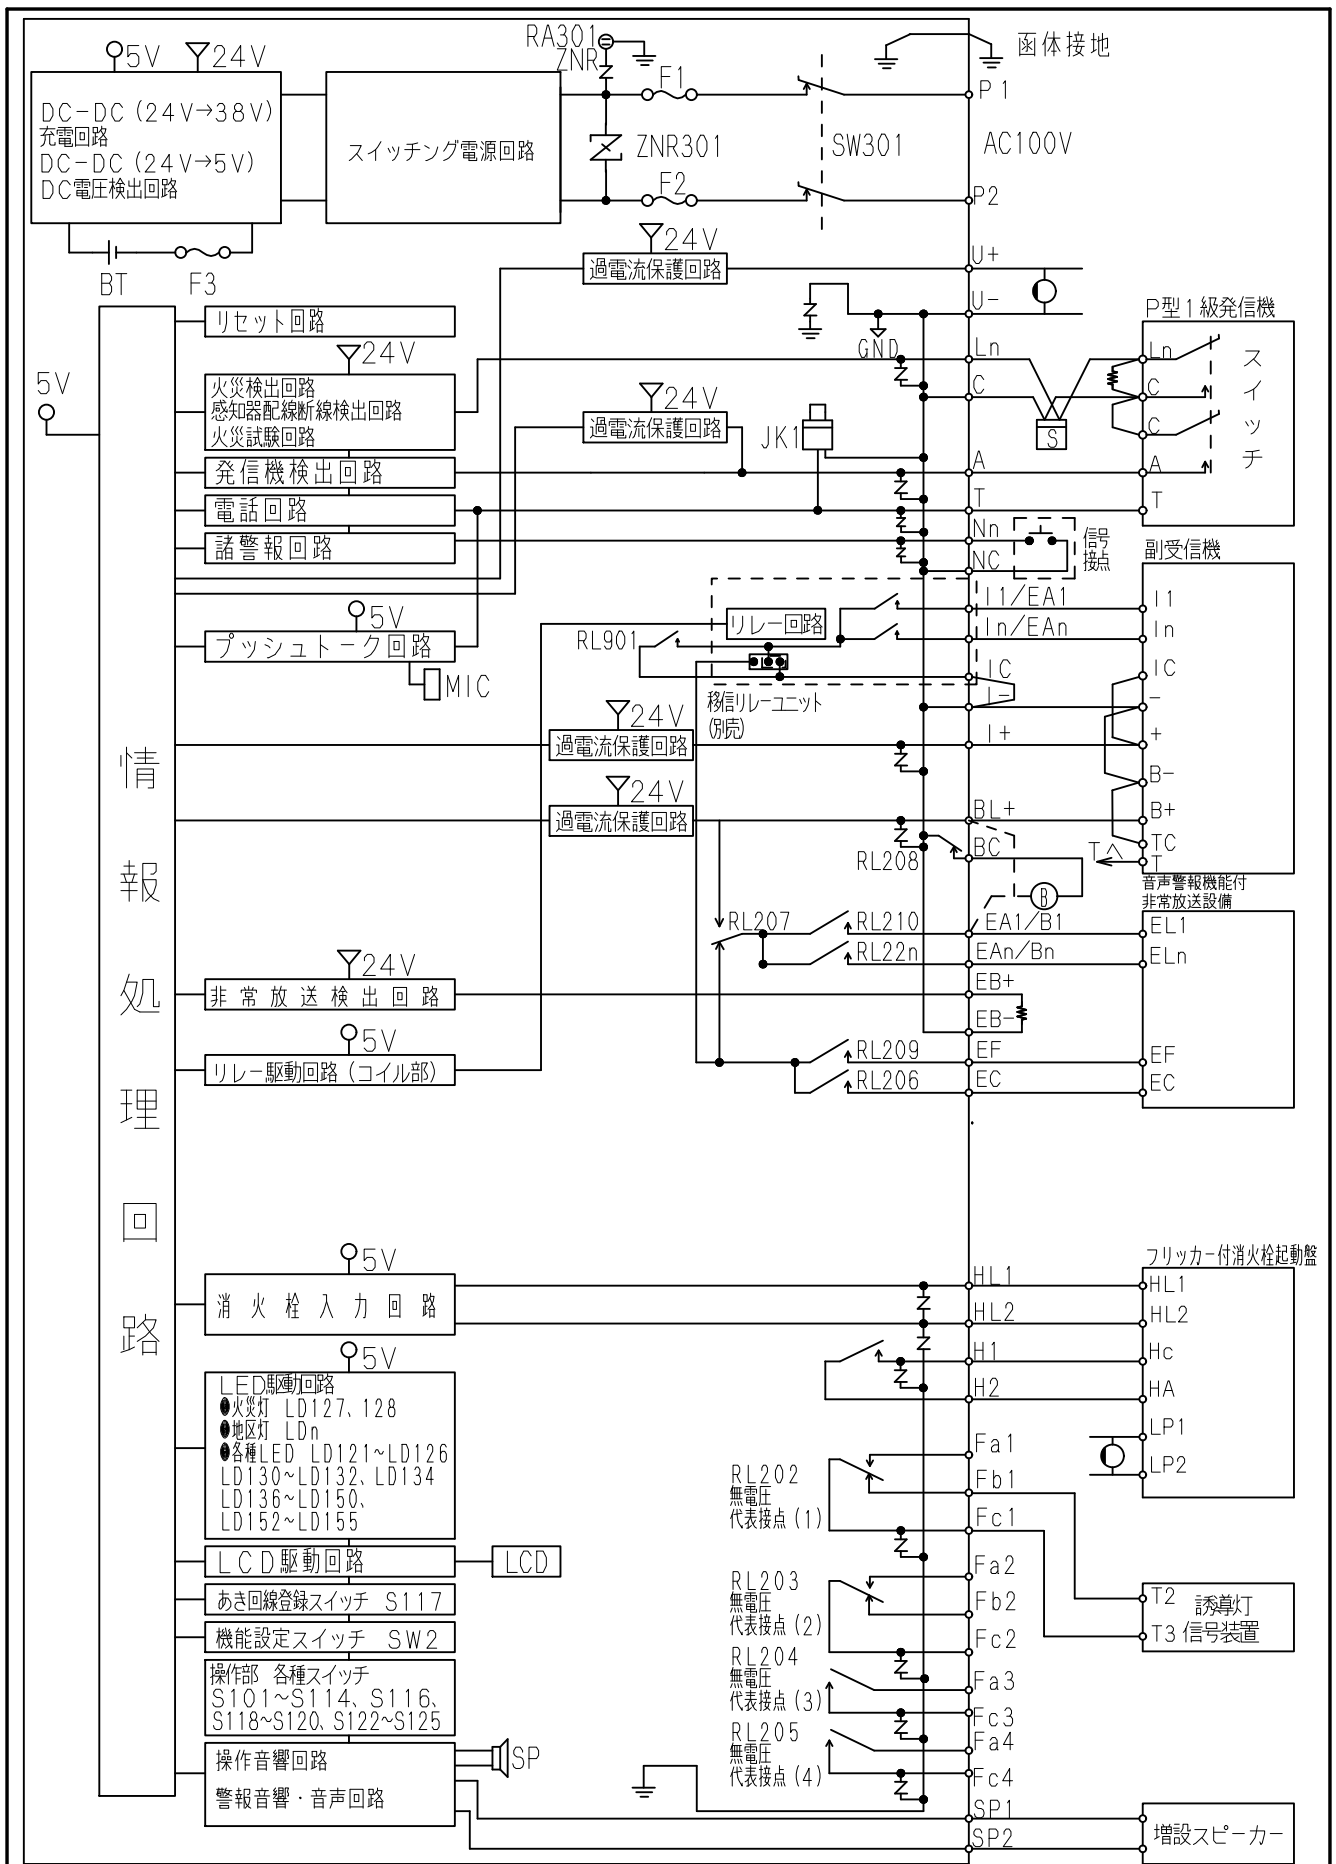 RA301
ZNR
函体接地
5V
24V
F1
P1
DC-DC(24V→38V)
充電回路
DC-DC(24V→5V)
DC電圧検出回路
スイッチング電源回路
ZNR301
SW301
AC100V
F2
P2
BT
F3
24V
過電流保護回路
U+
U-
GND
リセット回路
24V
5V
火災検出回路
感知器配線断線検出回路
火災試験回路
24V
過電流保護回路
JK1
Ln
C
S
P型1級発信機
Ln
C
C
A
T
スイッチ
発信機検出回路
A
電話回路
T
諸警報回路
Nn
NC
信号
接点
副受信機
5V
プッシュトーク回路
MIC
RL901
リレー回路
I1/EA1
In/EAn
IC
I-
移信リレーユニット
(別売)
I1
In
IC
-
+
B-
B+
TC
T
Tへ
24V
過電流保護回路
I+
24V
過電流保護回路
BL+
BC
RL208
B
音声警報機能付
非常放送設備
RL207
RL210
EA1/B1
EL1
RL22n
EAn/Bn
ELn
24V
非常放送検出回路
EB+
EB-
5V
リレー駆動回路(コイル部)
RL209
EF
EF
RL206
EC
EC
情報処理回路
5V
消火栓入力回路
フリッカー付消火栓起動盤
HL1
HL1
HL2
HL2
H1
Hc
H2
HA
LP1
LP2
5V
LED駆動回路
●火災灯 LD127、128
●地区灯 LDn
●各種LED LD121~LD126
LD130~LD132、LD134
LD136~LD150、
LD152~LD155
RL202
無電圧
代表接点(1)
Fa1
Fb1
Fc1
LCD駆動回路
LCD
あき回線登録スイッチ S117
機能設定スイッチ SW2
RL203
無電圧
代表接点(2)
Fa2
Fb2
Fc2
T2
T3
誘導灯
信号装置
操作部 各種スイッチ
S101~S114、S116、
S118~S120、S122~S125
RL204
無電圧
代表接点(3)
Fa3
Fc3
操作音響回路
警報音響・音声回路
SP
RL205
無電圧
代表接点(4)
Fa4
Fc4
SP1
SP2
増設スピーカー